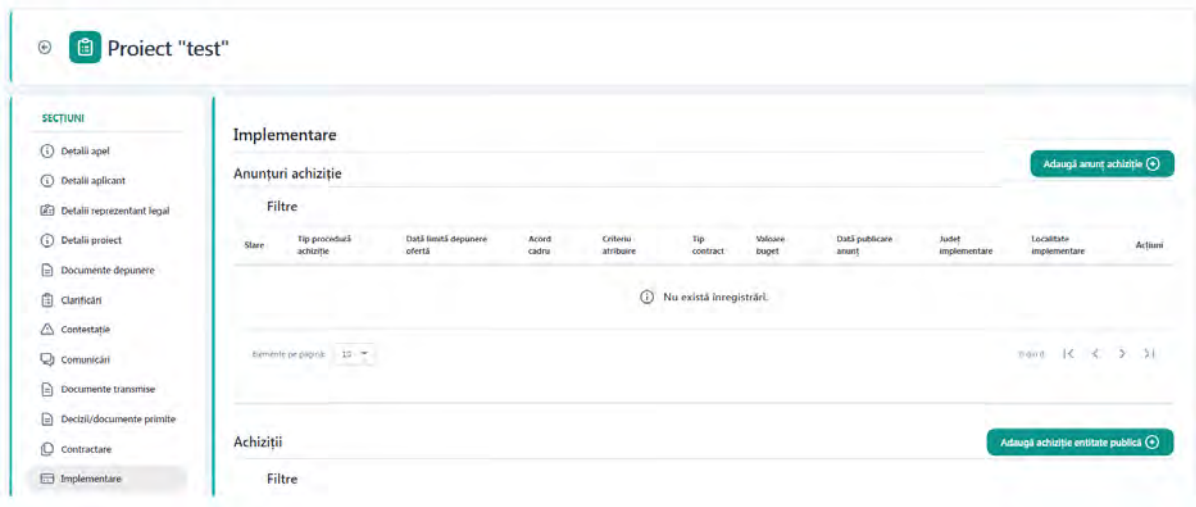 Proiect "test"
SECȚIUNI
Detalii apel
Detalii aplicant
Detalii reprezentant legal
Detalii proiect
Documente depunere
Clarificări
Contestație
Comunicări
Documente transmise
Decizii/documente primite
Contractare
Implementare
Implementare
Adaugă anunț achiziție
Anunțuri achiziție
Filtre
Stare
Tip procedură
achiziție
Dată limită depunere
ofertă
Acord
cadru
Criteriu
atribuire
Tip
contract
Valoare
buget
Dată publicare
anunț
Județ
implementare
Localitate
implementare
Acțiuni
Nu există înregistrări.
Elemente pe pagină: 10
Achiziții
Adaugă achiziție entitate publică
Filtre